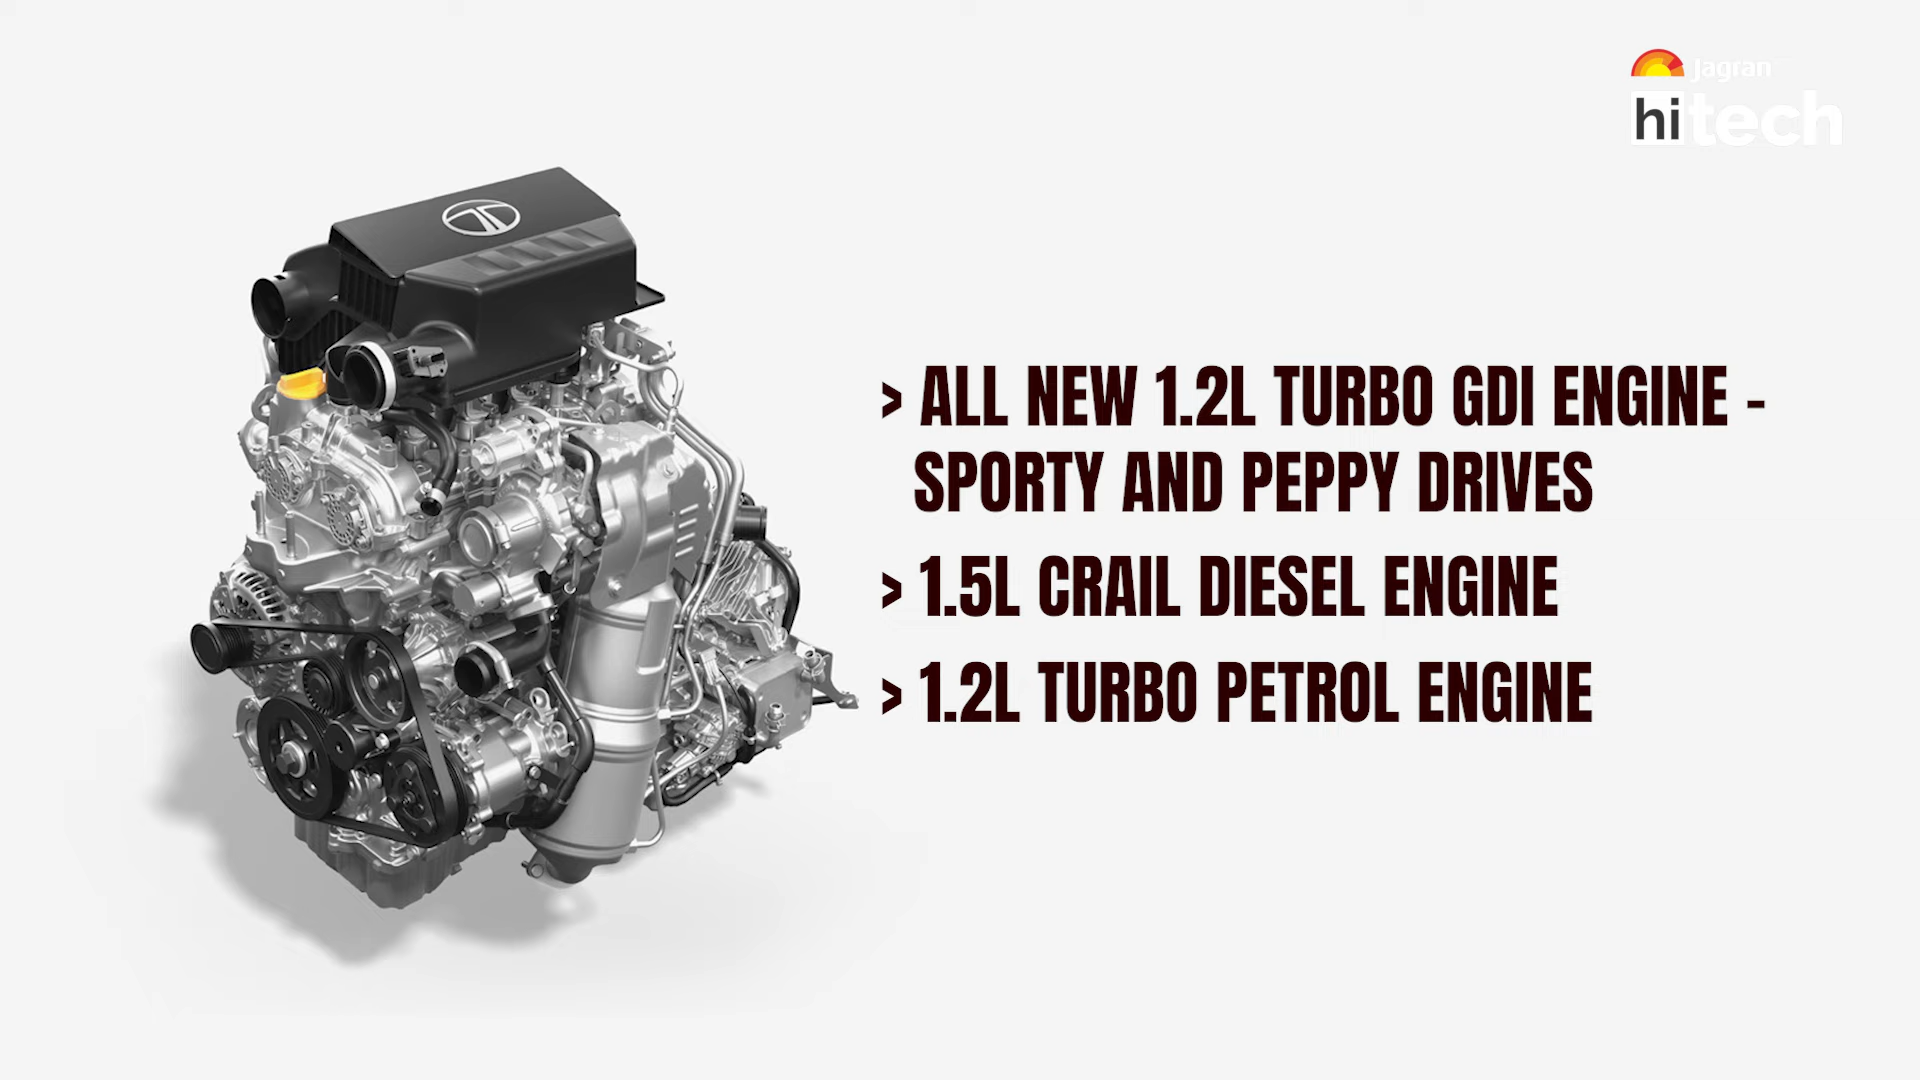 Jagran
hitech
> ALL NEW 1.2L TURBO GDI ENGINE -
SPORTY AND PEPPY DRIVES
> 1.5L CRAIL DIESEL ENGINE
> 1.2L TURBO PETROL ENGINE